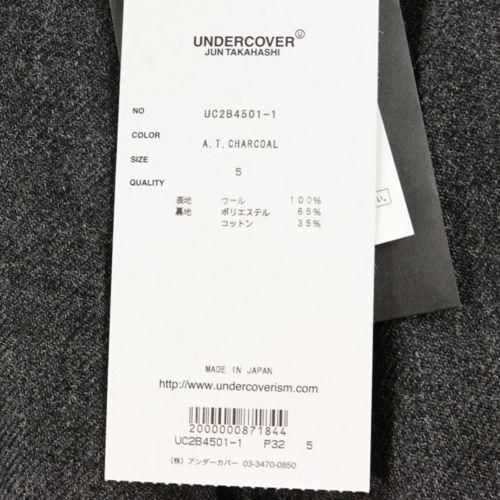 UNDERCOVER
JUN TAKAHASHI
NO UC2B4501-1
COLOR A.T.CHARCOAL
SIZE 5
QUALITY
表地 ウール 100%
裏地 ポリエステル 65%
コットン 35%
い。
MADE IN JAPAN
http://www.undercoverism.com
2000000871844
UC2B4501-1 P32 5
(株) アンダーカバー 03-3470-0850